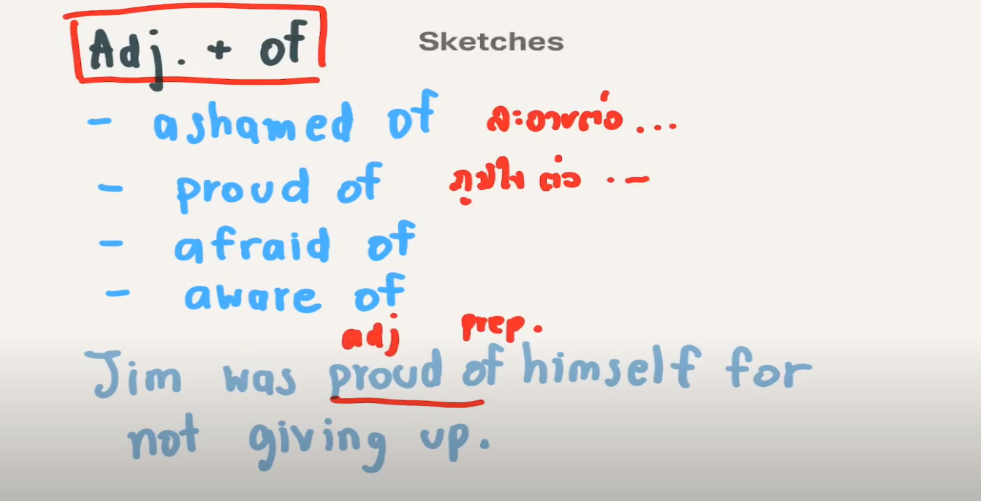 Adj. + of
Sketches
- ashamed of ละอายต่อ ...
- proud of ภูมิใจ ต่อ . -
- afraid of
- aware of
adj prep.
Jim was proud of himself for
not giving up.